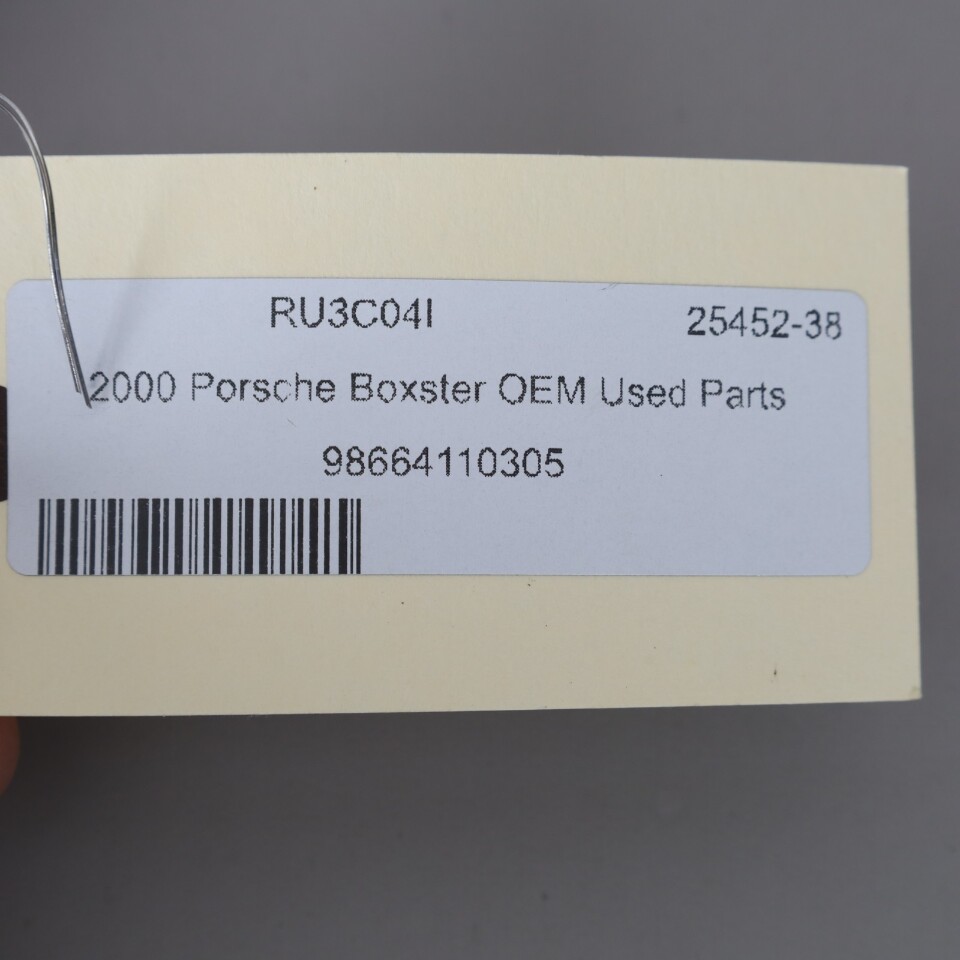 RU3C04I 25452-38
2000 Porsche Boxster OEM Used Parts
98664110305